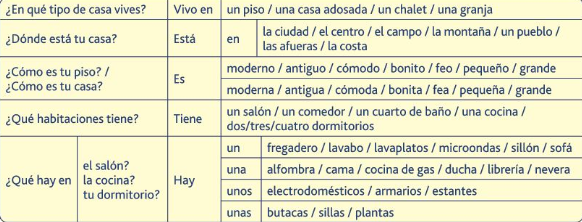 ¿En qué tipo de casa vives? Vivo en un piso / una casa adosada / un chalet / una granja
¿Dónde está tu casa? Está en la ciudad / el centro / el campo / la montaña / un pueblo /
las afueras / la costa
¿Cómo es tu piso? /
¿Cómo es tu casa?
Es
moderno / antiguo / cómodo / bonito / feo / pequeño / grande
moderna / antigua / cómoda / bonita / fea / pequeña / grande
¿Qué habitaciones tiene? Tiene un salón / un comedor / un cuarto de baño / una cocina /
dos/tres/cuatro dormitorios
¿Qué hay en
el salón?
la cocina?
tu dormitorio?
Hay
un fregadero / lavabo / lavaplatos / microondas / sillón / sofá
una alfombra / cama / cocina de gas / ducha / librería / nevera
unos electrodomésticos / armarios / estantes
unas butacas / sillas / plantas